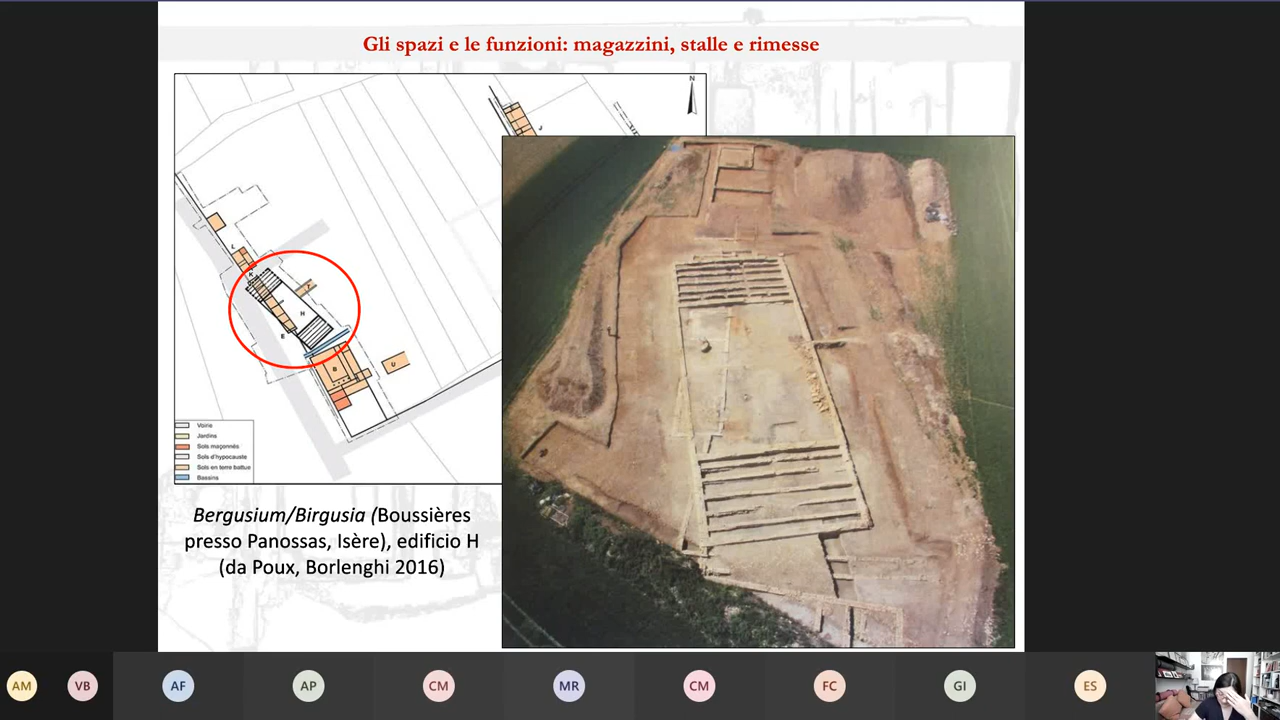 Gli spazi e le funzioni: magazzini, stalle e rimesse
N
J
L
K
F
H
E
B
U
Voirie
Jardins
Sols maçonnés
Sols d'hypocauste
Sols en terre battue
Bassins
Bergusium/Birgusia (Boussières
presso Panossas, Isère), edificio H
(da Poux, Borlenghi 2016)
AM VB AF AP CM MR CM FC GI ES